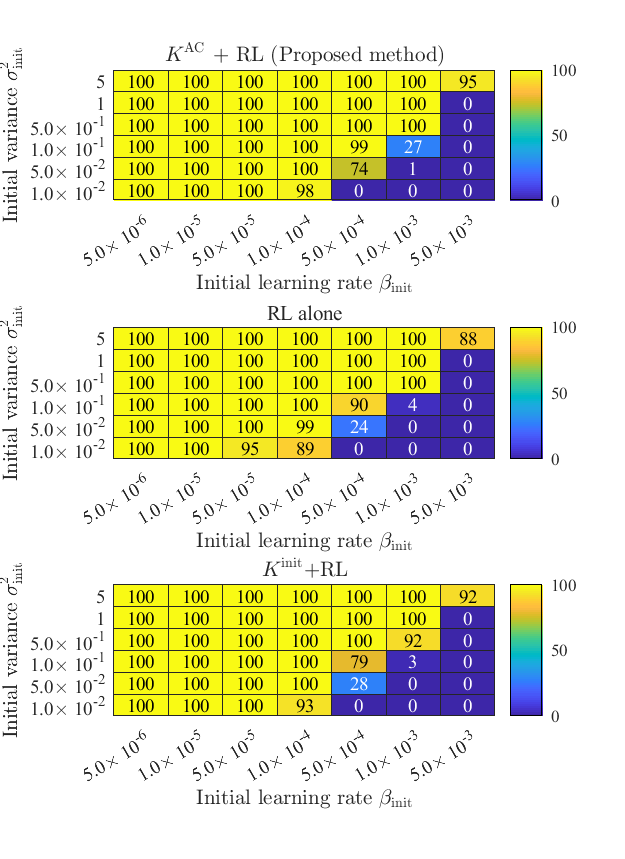 K^AC + RL (Proposed method)
Initial variance σ²_init
5 100 100 100 100 100 100 95
1 100 100 100 100 100 100 0
5.0× 10^-1 100 100 100 100 100 100 0
1.0× 10^-1 100 100 100 100 99 27 0
5.0× 10^-2 100 100 100 100 74 1 0
1.0× 10^-2 100 100 100 98 0 0 0
100
50
0
5.0× 10^-6 1.0× 10^-5 5.0× 10^-5 1.0× 10^-4 5.0× 10^-4 1.0× 10^-3 5.0× 10^-3
Initial learning rate β_init
RL alone
Initial variance σ²_init
5 100 100 100 100 100 100 88
1 100 100 100 100 100 100 0
5.0× 10^-1 100 100 100 100 100 100 0
1.0× 10^-1 100 100 100 100 90 4 0
5.0× 10^-2 100 100 100 99 24 0 0
1.0× 10^-2 100 100 95 89 0 0 0
100
50
0
5.0× 10^-6 1.0× 10^-5 5.0× 10^-5 1.0× 10^-4 5.0× 10^-4 1.0× 10^-3 5.0× 10^-3
Initial learning rate β_init
K^init+RL
Initial variance σ²_init
5 100 100 100 100 100 100 92
1 100 100 100 100 100 100 0
5.0× 10^-1 100 100 100 100 100 92 0
1.0× 10^-1 100 100 100 100 79 3 0
5.0× 10^-2 100 100 100 100 28 0 0
1.0× 10^-2 100 100 100 93 0 0 0
100
50
0
5.0× 10^-6 1.0× 10^-5 5.0× 10^-5 1.0× 10^-4 5.0× 10^-4 1.0× 10^-3 5.0× 10^-3
Initial learning rate β_init